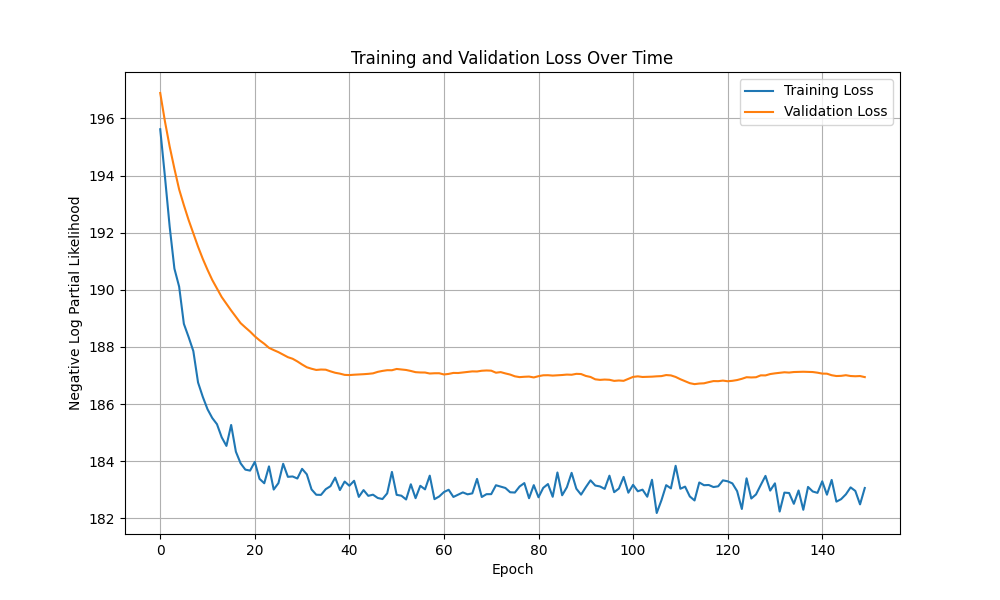 Training and Validation Loss Over Time
Training Loss
Validation Loss
Negative Log Partial Likelihood
196
194
192
190
188
186
184
182
0 20 40 60 80 100 120 140
Epoch